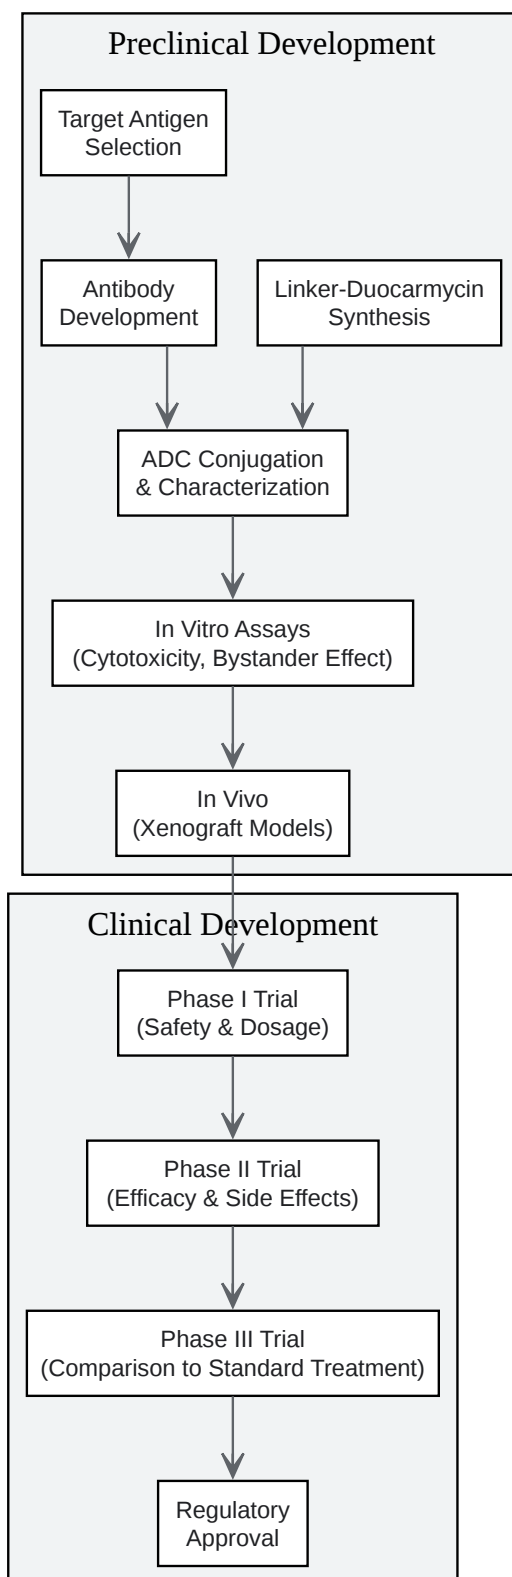 Preclinical Development
Target Antigen
Selection
Antibody
Development
Linker-Duocarmycin
Synthesis
ADC Conjugation
& Characterization
In Vitro Assays
(Cytotoxicity, Bystander Effect)
In Vivo
(Xenograft Models)
Clinical Development
Phase I Trial
(Safety & Dosage)
Phase II Trial
(Efficacy & Side Effects)
Phase III Trial
(Comparison to Standard Treatment)
Regulatory
Approval